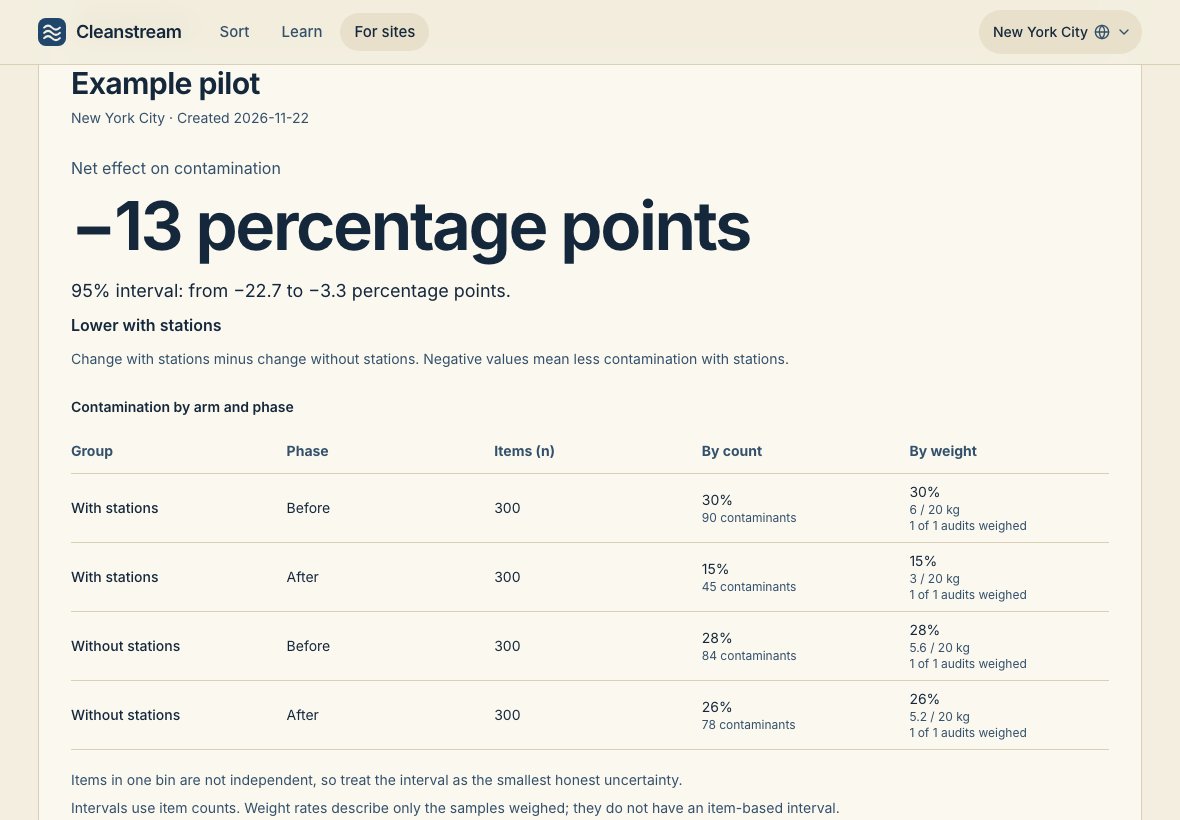 Cleanstream
Sort
Learn
For sites
New York City
Example pilot
New York City · Created 2026-11-22
Net effect on contamination
−13 percentage points
95% interval: from −22.7 to −3.3 percentage points.
Lower with stations
Change with stations minus change without stations. Negative values mean less contamination with stations.
Contamination by arm and phase
Group Phase Items (n) By count By weight
With stations Before 300 30% 30%
90 contaminants 6 / 20 kg
1 of 1 audits weighed
With stations After 300 15% 15%
45 contaminants 3 / 20 kg
1 of 1 audits weighed
Without stations Before 300 28% 28%
84 contaminants 5.6 / 20 kg
1 of 1 audits weighed
Without stations After 300 26% 26%
78 contaminants 5.2 / 20 kg
1 of 1 audits weighed
Items in one bin are not independent, so treat the interval as the smallest honest uncertainty.
Intervals use item counts. Weight rates describe only the samples weighed; they do not have an item-based interval.